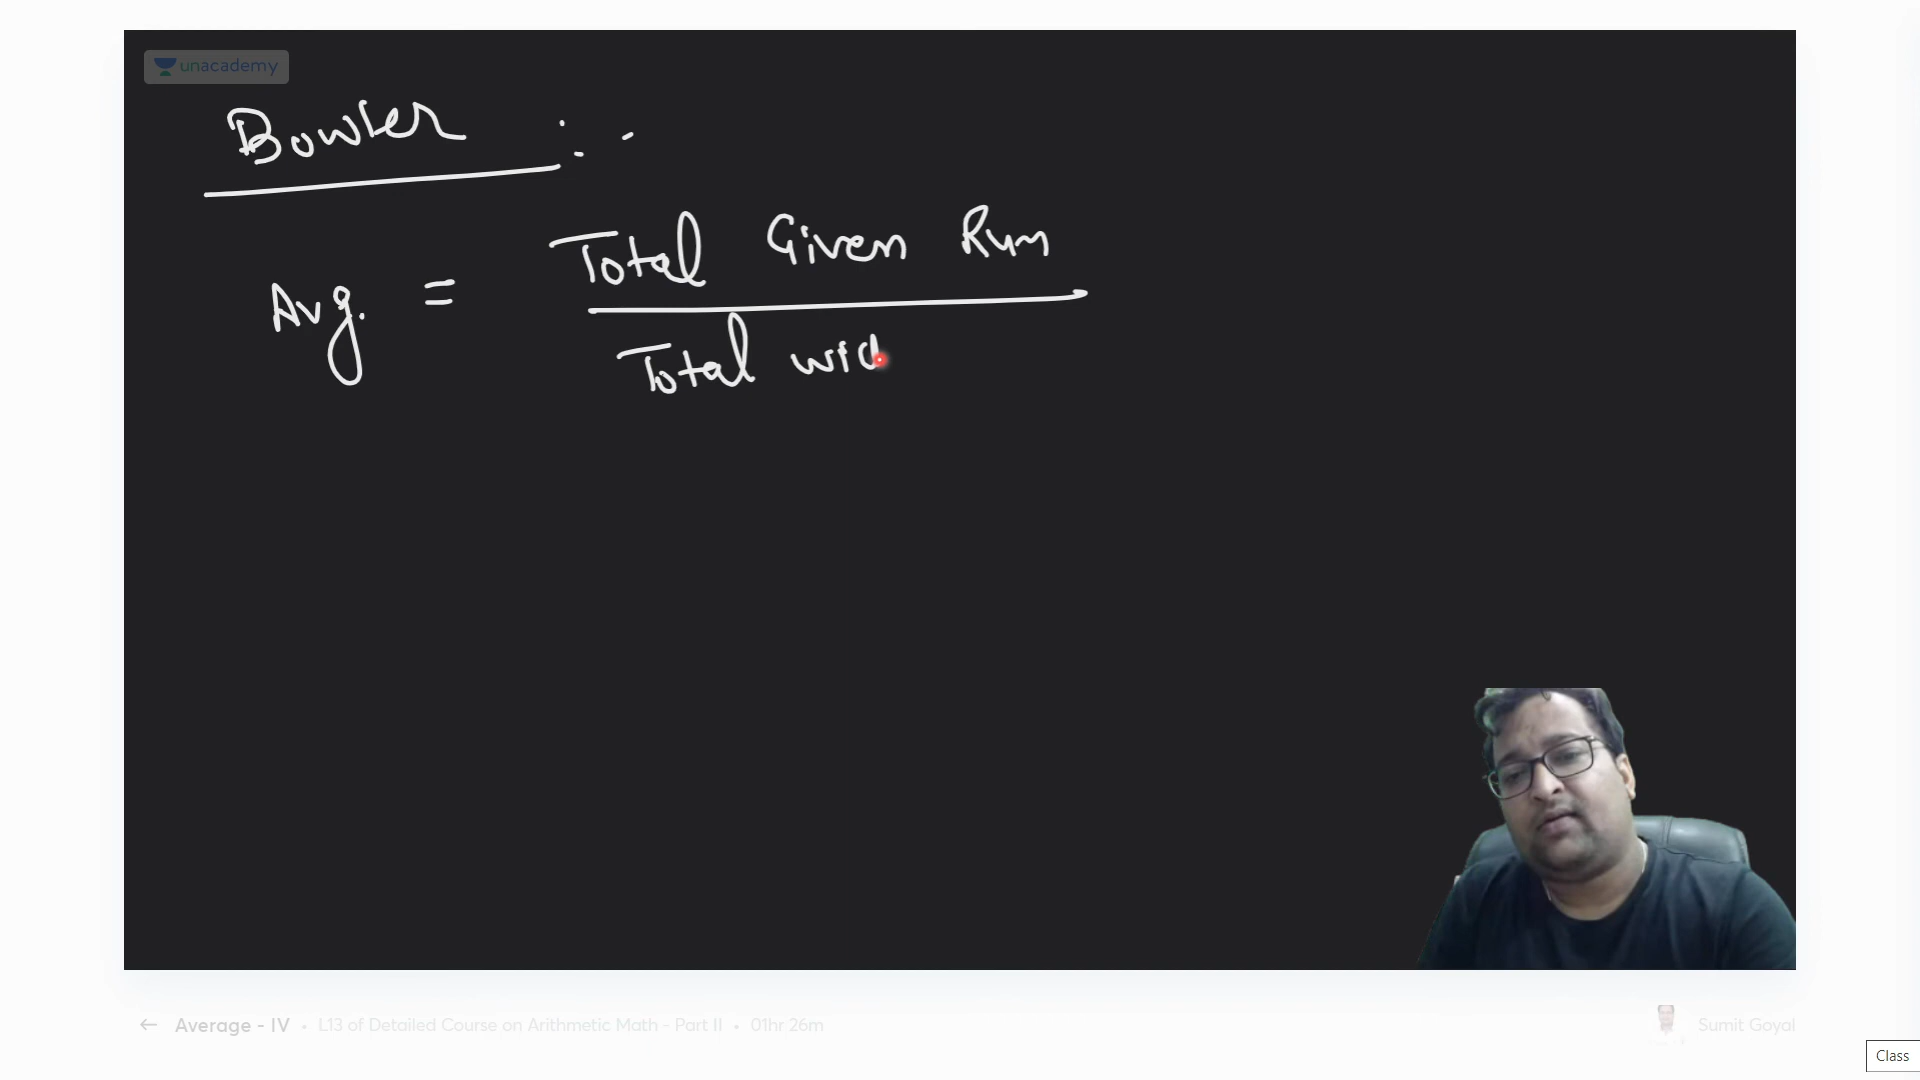 unacademy
Bowler :-
Total Given Run
Avg. =
Total wic
← Average - IV • L13 of Detailed Course on Arithmetic Math - Part II • 01hr 26m
Sumit Goyal
Class